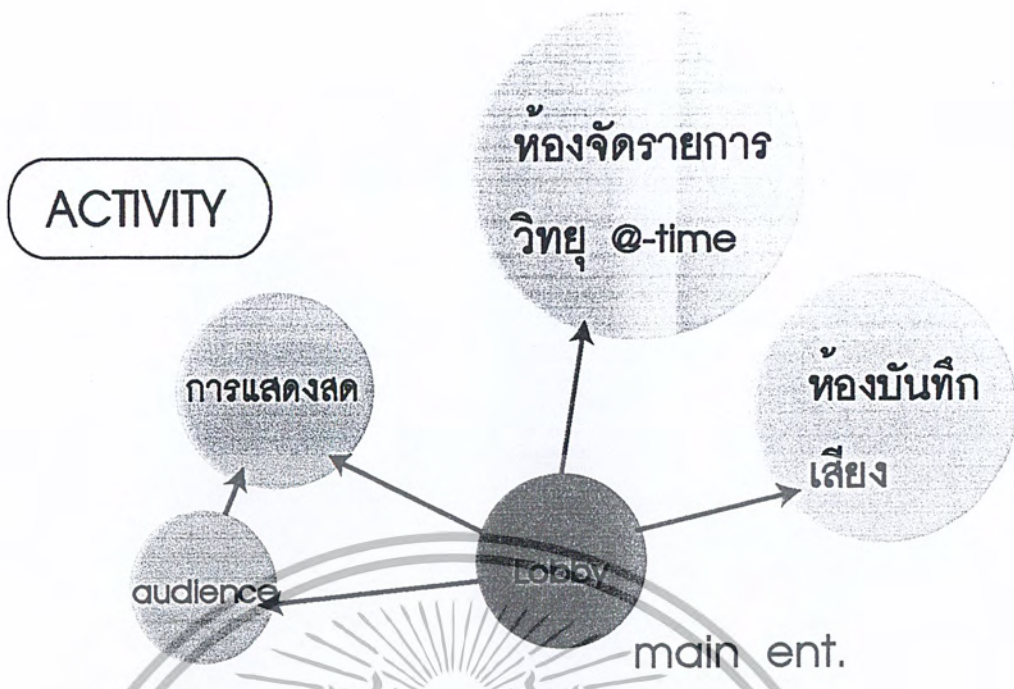 ห้องจัดรายการ
วิทยุ @-time
ACTIVITY
การแสดงสด
ห้องบันทึก
เสียง
audience
Lobby
main ent.